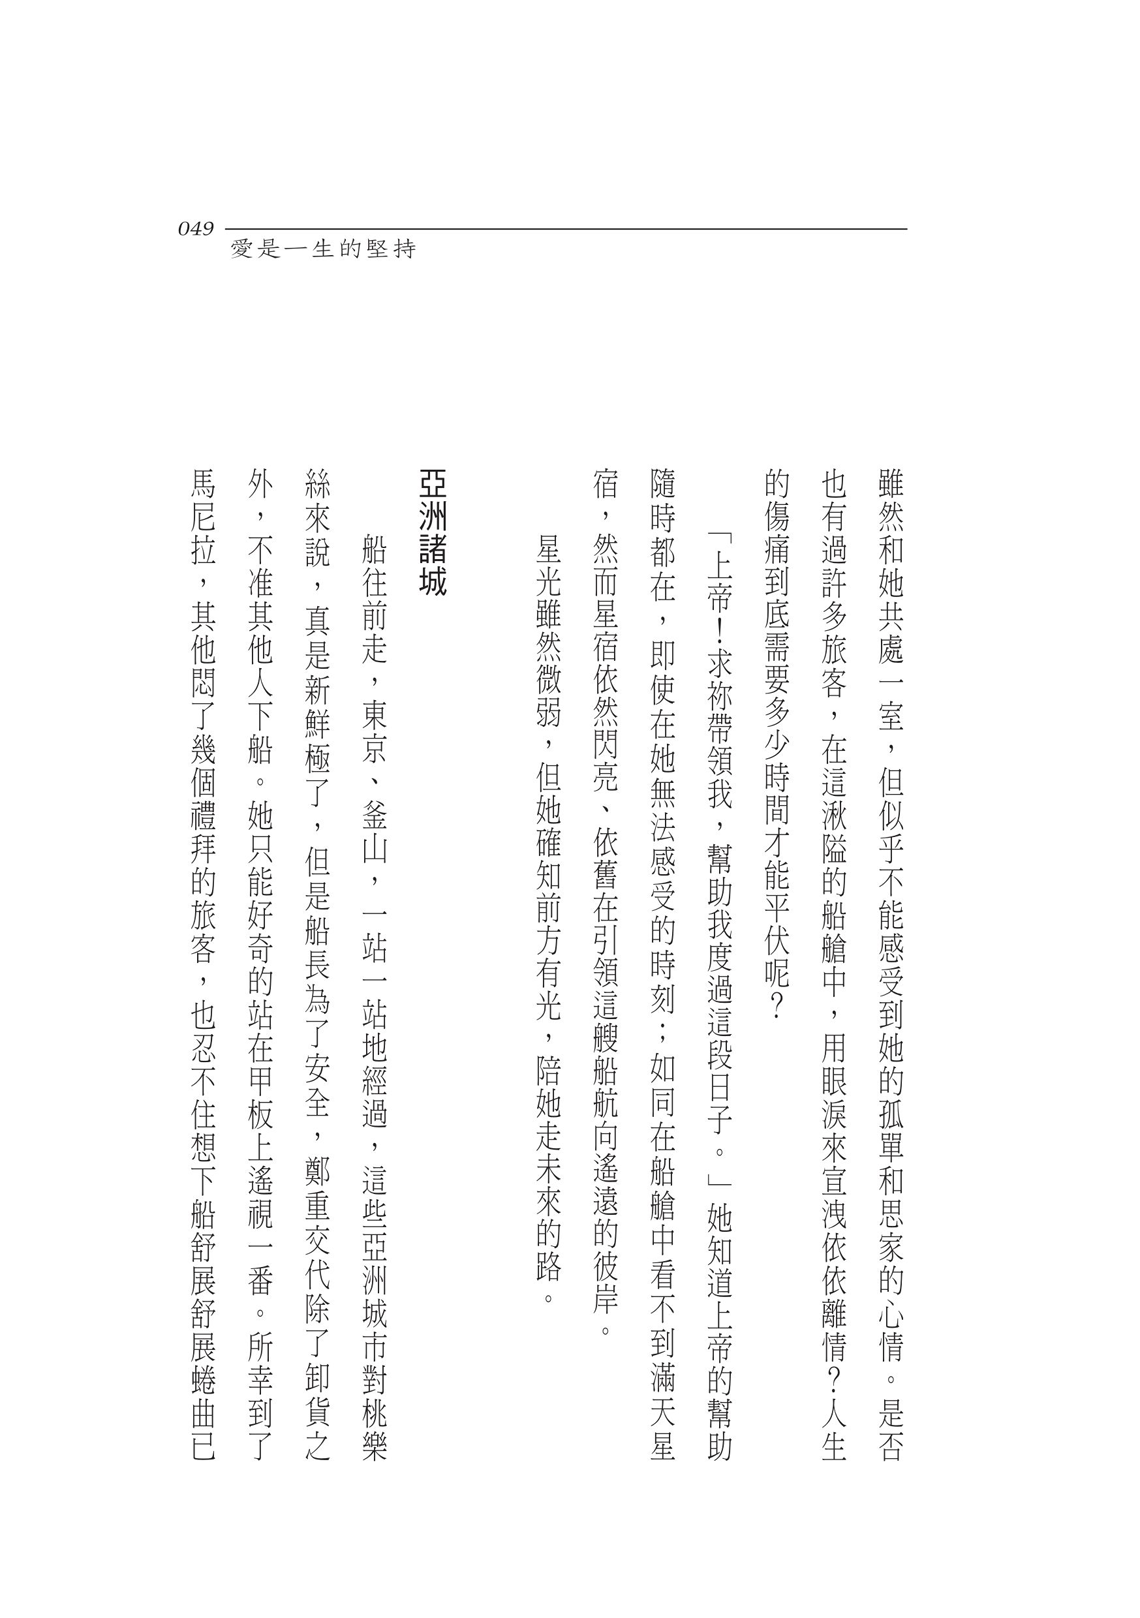 049
愛是一生的堅持
雖然和她共處一室，但似乎不能感受到她的孤單和思家的心情。是否
也有過許多旅客，在這湫隘的船艙中，用眼淚來宣洩依依離情？人生
的傷痛到底需要多少時間才能平伏呢？
「上帝！求祢帶領我，幫助我度過這段日子。」她知道上帝的幫助
隨時都在，即使在她無法感受的時刻；如同在船艙中看不到滿天星
宿，然而星宿依然閃亮、依舊在引領這艘船航向遙遠的彼岸。
星光雖然微弱，但她確知前方有光，陪她走未來的路。
亞洲諸城
船往前走，東京、釜山，一站一站地經過，這些亞洲城市對桃樂
絲來說，真是新鮮極了，但是船長為了安全，鄭重交代除了卸貨之
外，不准其他人下船。她只能好奇的站在甲板上遙視一番。所幸到了
馬尼拉，其他悶了幾個禮拜的旅客，也忍不住想下船舒展舒展蜷曲已